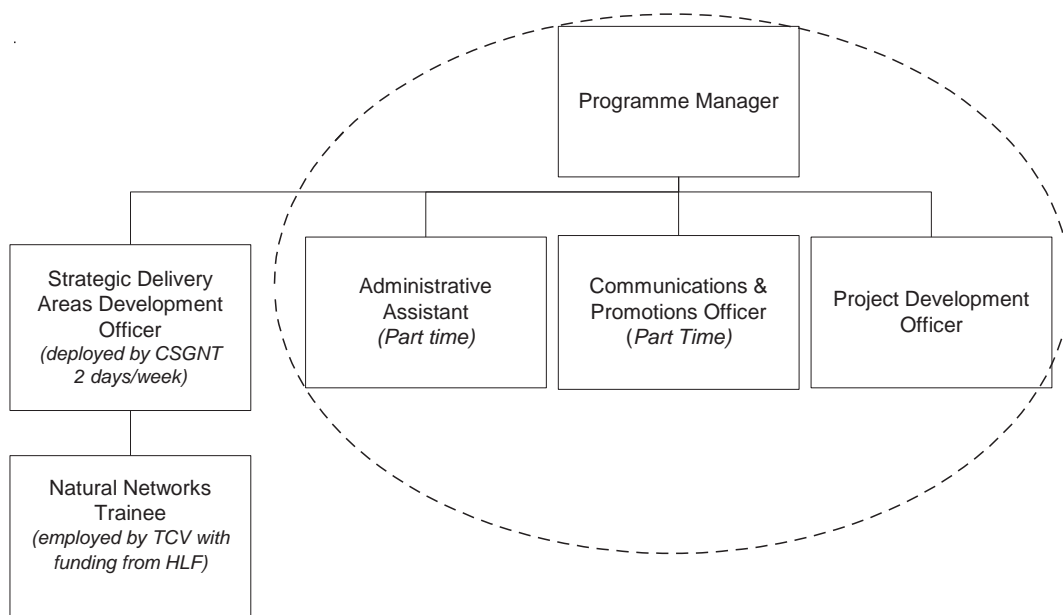 Programme Manager
Strategic Delivery
Areas Development
Officer
(deployed by CSGNT
2 days/week)
Administrative
Assistant
(Part time)
Communications &
Promotions Officer
(Part Time)
Project Development
Officer
Natural Networks
Trainee
(employed by TCV with
funding from HLF)